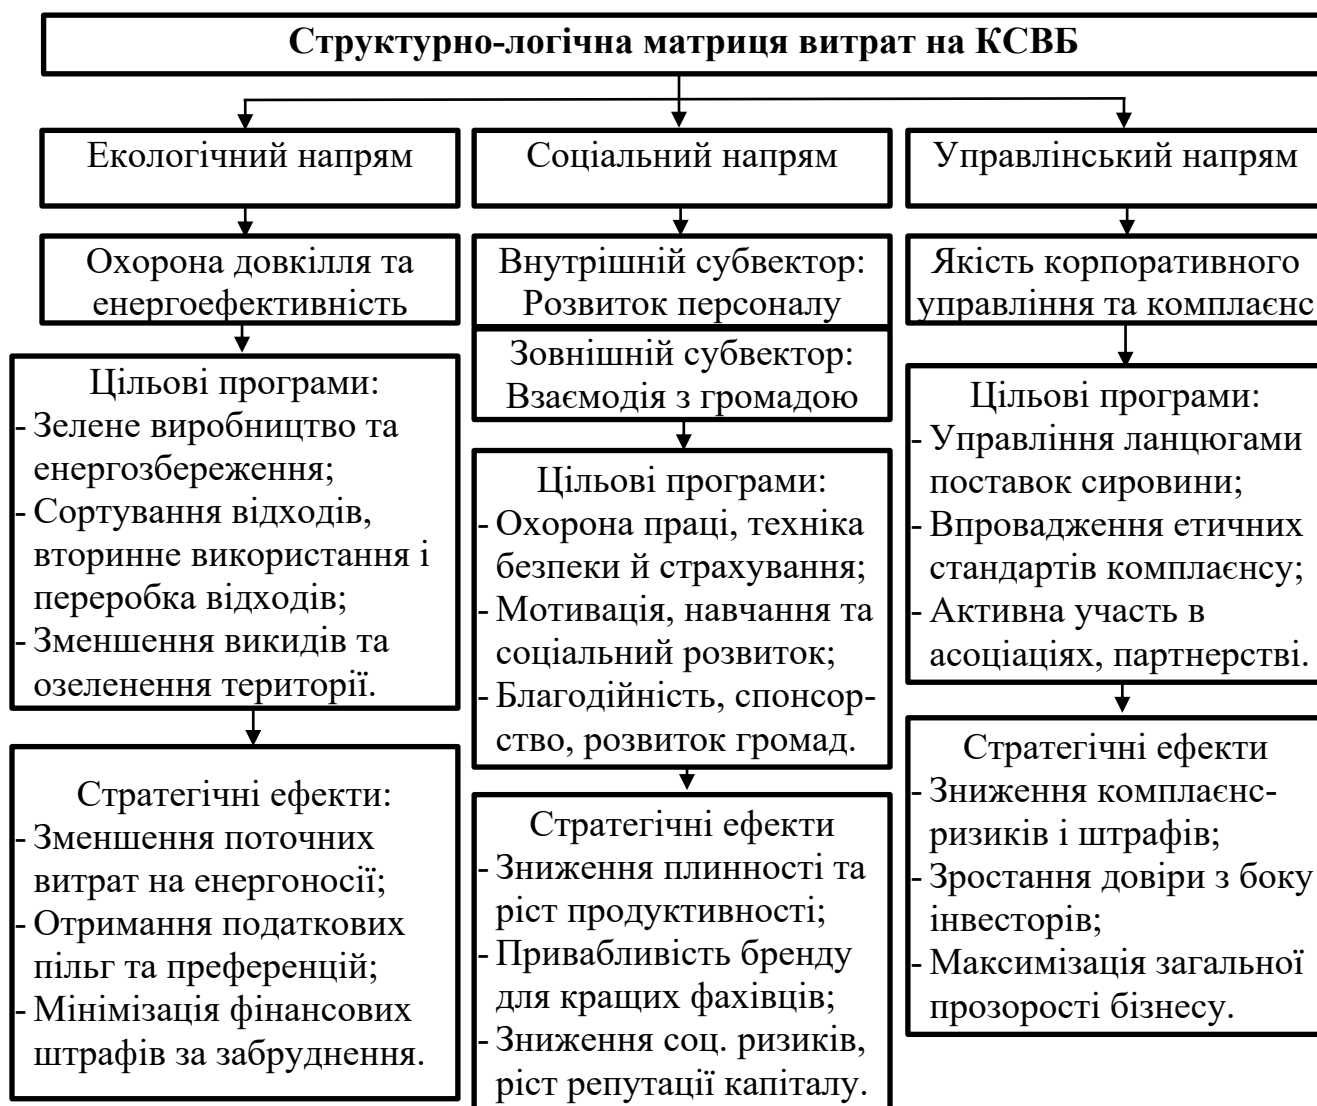 Структурно-логічна матриця витрат на КСВБ
Екологічний напрям
Охорона довкілля та
енергоефективність
Цільові програми:
- Зелене виробництво та
енергозбереження;
- Сортування відходів,
вторинне використання і
переробка відходів;
- Зменшення викидів та
озеленення території.
Стратегічні ефекти:
- Зменшення поточних
витрат на енергоносії;
- Отримання податкових
пільг та преференцій;
- Мінімізація фінансових
штрафів за забруднення.
Соціальний напрям
Внутрішній субвектор:
Розвиток персоналу
Зовнішній субвектор:
Взаємодія з громадою
Цільові програми:
- Охорона праці, техніка
безпеки й страхування;
- Мотивація, навчання та
соціальний розвиток;
- Благодійність, спонсор-
ство, розвиток громад.
Стратегічні ефекти
- Зниження плинності та
ріст продуктивності;
- Привабливість бренду
для кращих фахівців;
- Зниження соц. ризиків,
ріст репутації капіталу.
Управлінський напрям
Якість корпоративного
управління та комплаєнс
Цільові програми:
- Управління ланцюгами
поставок сировини;
- Впровадження етичних
стандартів комплаєнсу;
- Активна участь в
асоціаціях, партнерстві.
Стратегічні ефекти
- Зниження комплаєнс-
ризиків і штрафів;
- Зростання довіри з боку
інвесторів;
- Максимізація загальної
прозорості бізнесу.